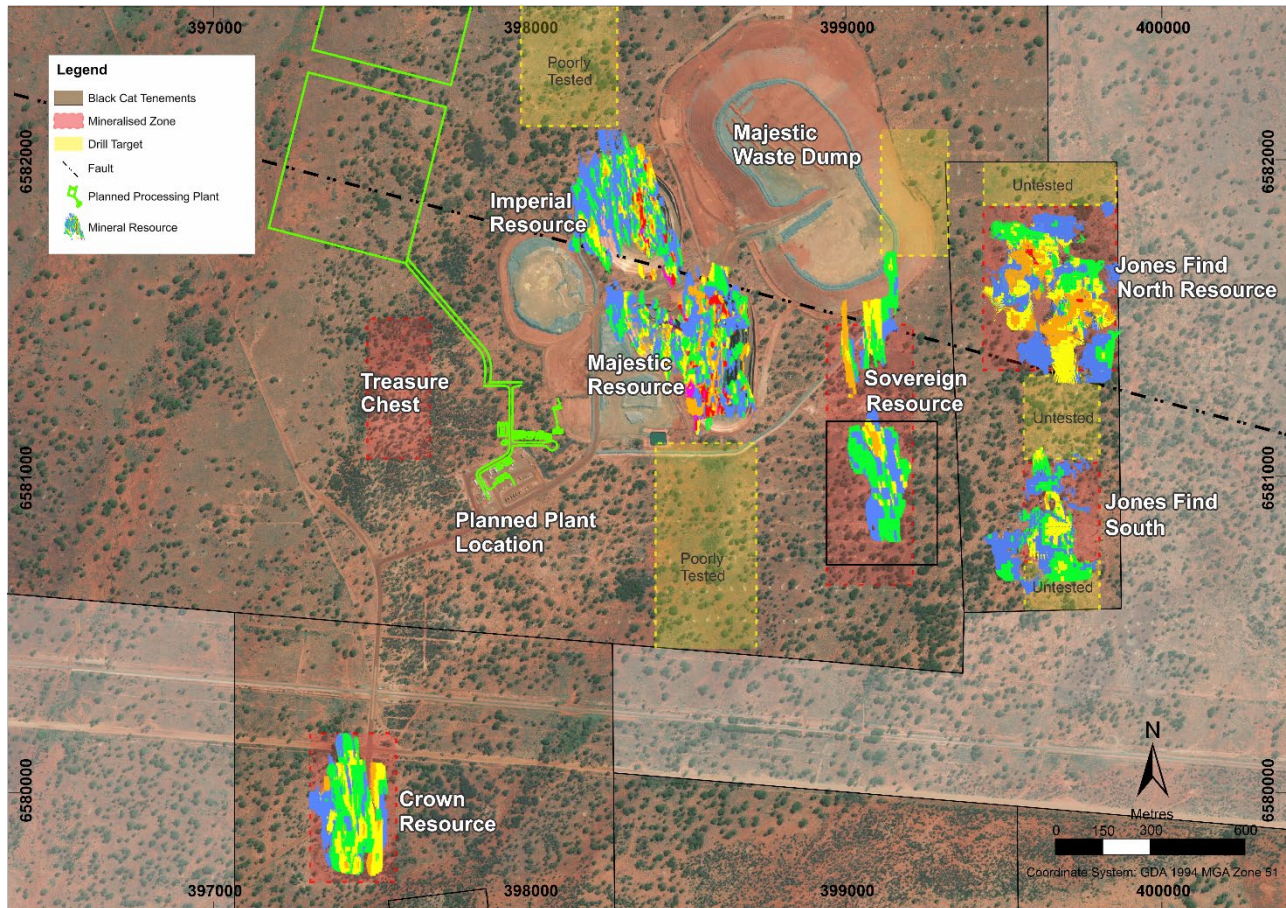 397000
398000
399000
400000
Legend
Black Cat Tenements
Mineralised Zone
Drill Target
Fault
Planned Processing Plant
Mineral Resource
Poorly
Tested
Majestic
Waste Dump
6582000
6582000
Untested
Imperial
Resource
Jones Find
North Resource
Majestic
Resource
Sovereign
Resource
Treasure
Chest
Untested
6581000
6581000
Jones Find
South
Planned Plant
Location
Poorly
Tested
Untested
N
6580000
6580000
Crown
Resource
Metres
0 150 300 600
Coordinate System: GDA 1994 MGA Zone 51
397000
398000
399000
400000